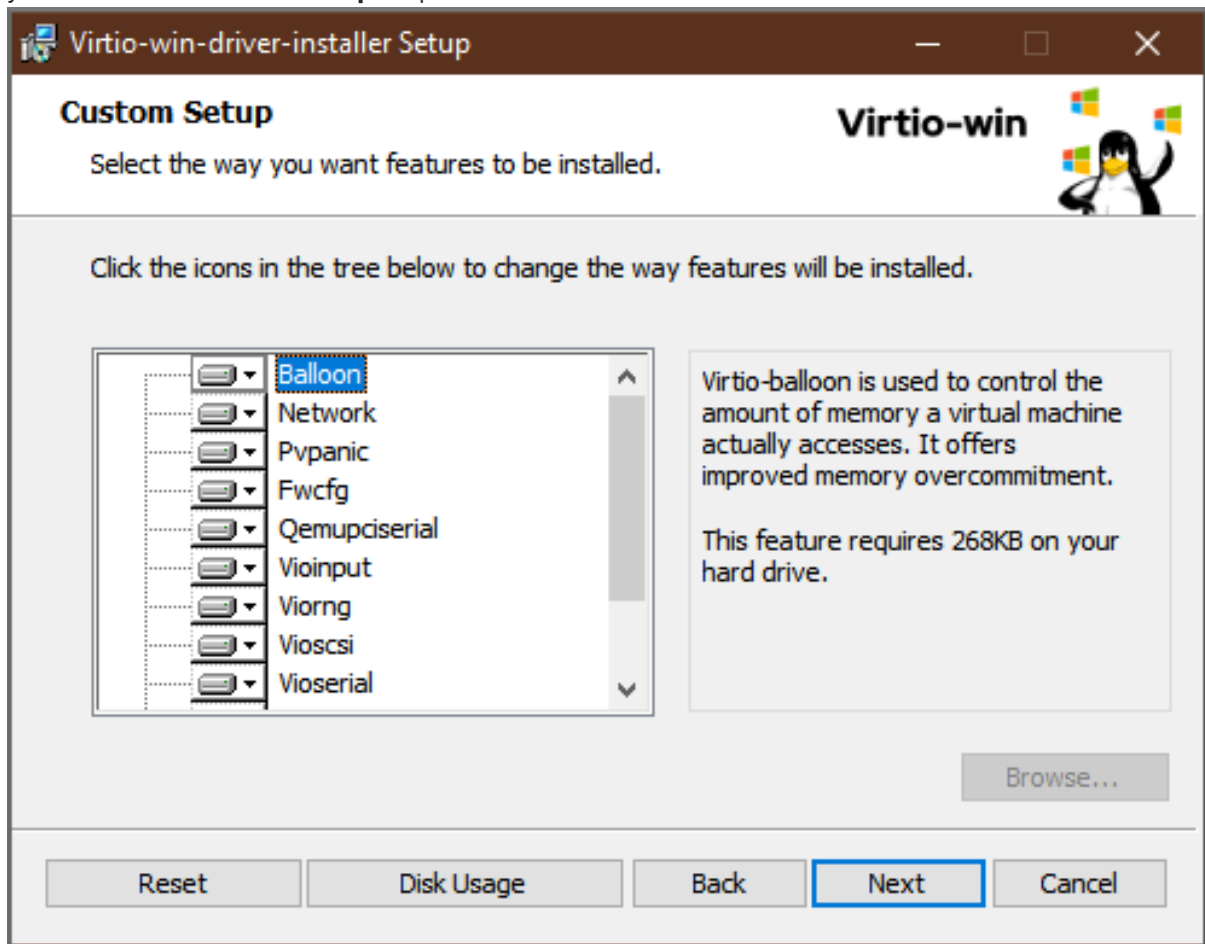 Virtio-win-driver-installer Setup
Custom Setup
Virtio-win
Select the way you want features to be installed.
Click the icons in the tree below to change the way features will be installed.
Balloon
Network
Pvpanic
Fwcfg
Qemupciserial
Vioinput
Viorng
Vioscsi
Vioserial
Virtio-balloon is used to control the
amount of memory a virtual machine
actually accesses. It offers
improved memory overcommitment.
This feature requires 268KB on your
hard drive.
Browse...
Reset
Disk Usage
Back
Next
Cancel